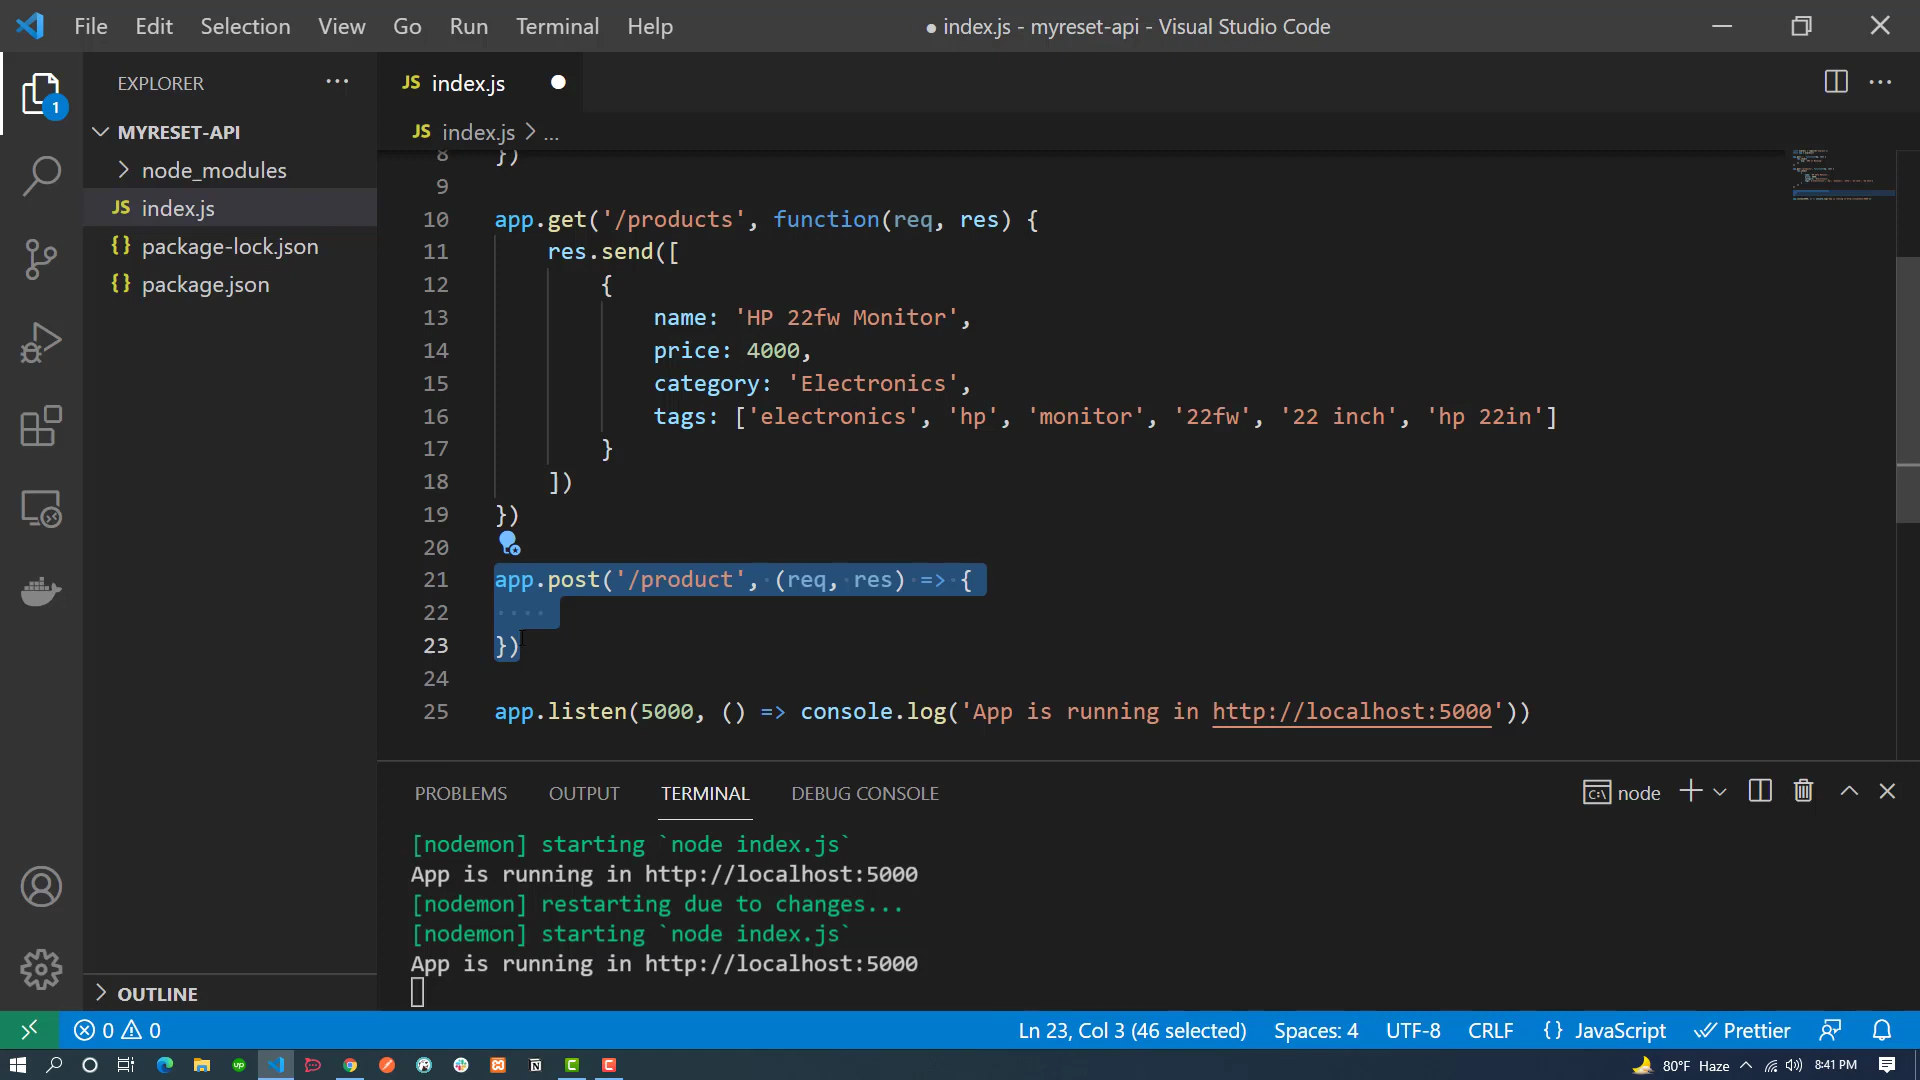 File Edit Selection View Go Run Terminal Help ● index.js - myreset-api - Visual Studio Code
EXPLORER ...
JS index.js ●
MYRESET-API
JS index.js > ...
node_modules
JS index.js
{} package-lock.json
{} package.json
1
8 })
9
10 app.get('/products', function(req, res) {
11 res.send([
12 {
13 name: 'HP 22fw Monitor',
14 price: 4000,
15 category: 'Electronics',
16 tags: ['electronics', 'hp', 'monitor', '22fw', '22 inch', 'hp 22in']
17 }
18 ])
19 })
20
21 app.post('/product', (req, res) => {
22
23 })
24
25 app.listen(5000, () => console.log('App is running in http://localhost:5000'))
PROBLEMS OUTPUT TERMINAL DEBUG CONSOLE node
[nodemon] starting `node index.js`
App is running in http://localhost:5000
[nodemon] restarting due to changes...
[nodemon] starting `node index.js`
App is running in http://localhost:5000
OUTLINE
0 0 Ln 23, Col 3 (46 selected) Spaces: 4 UTF-8 CRLF {} JavaScript Prettier
80°F Haze 8:41 PM